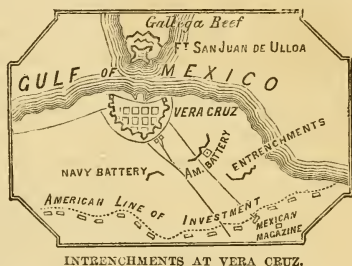 Gallega Reef
FT SAN JUAN DE ULLOA
GULF OF MEXICO
VERA CRUZ
AM. BATTERY
ENTRENCHMENTS
NAVY BATTERY
AMERICAN LINE OF INVESTMENT
MEXICAN
MAGAZINE
INTRENCHMENTS AT VERA CRUZ.